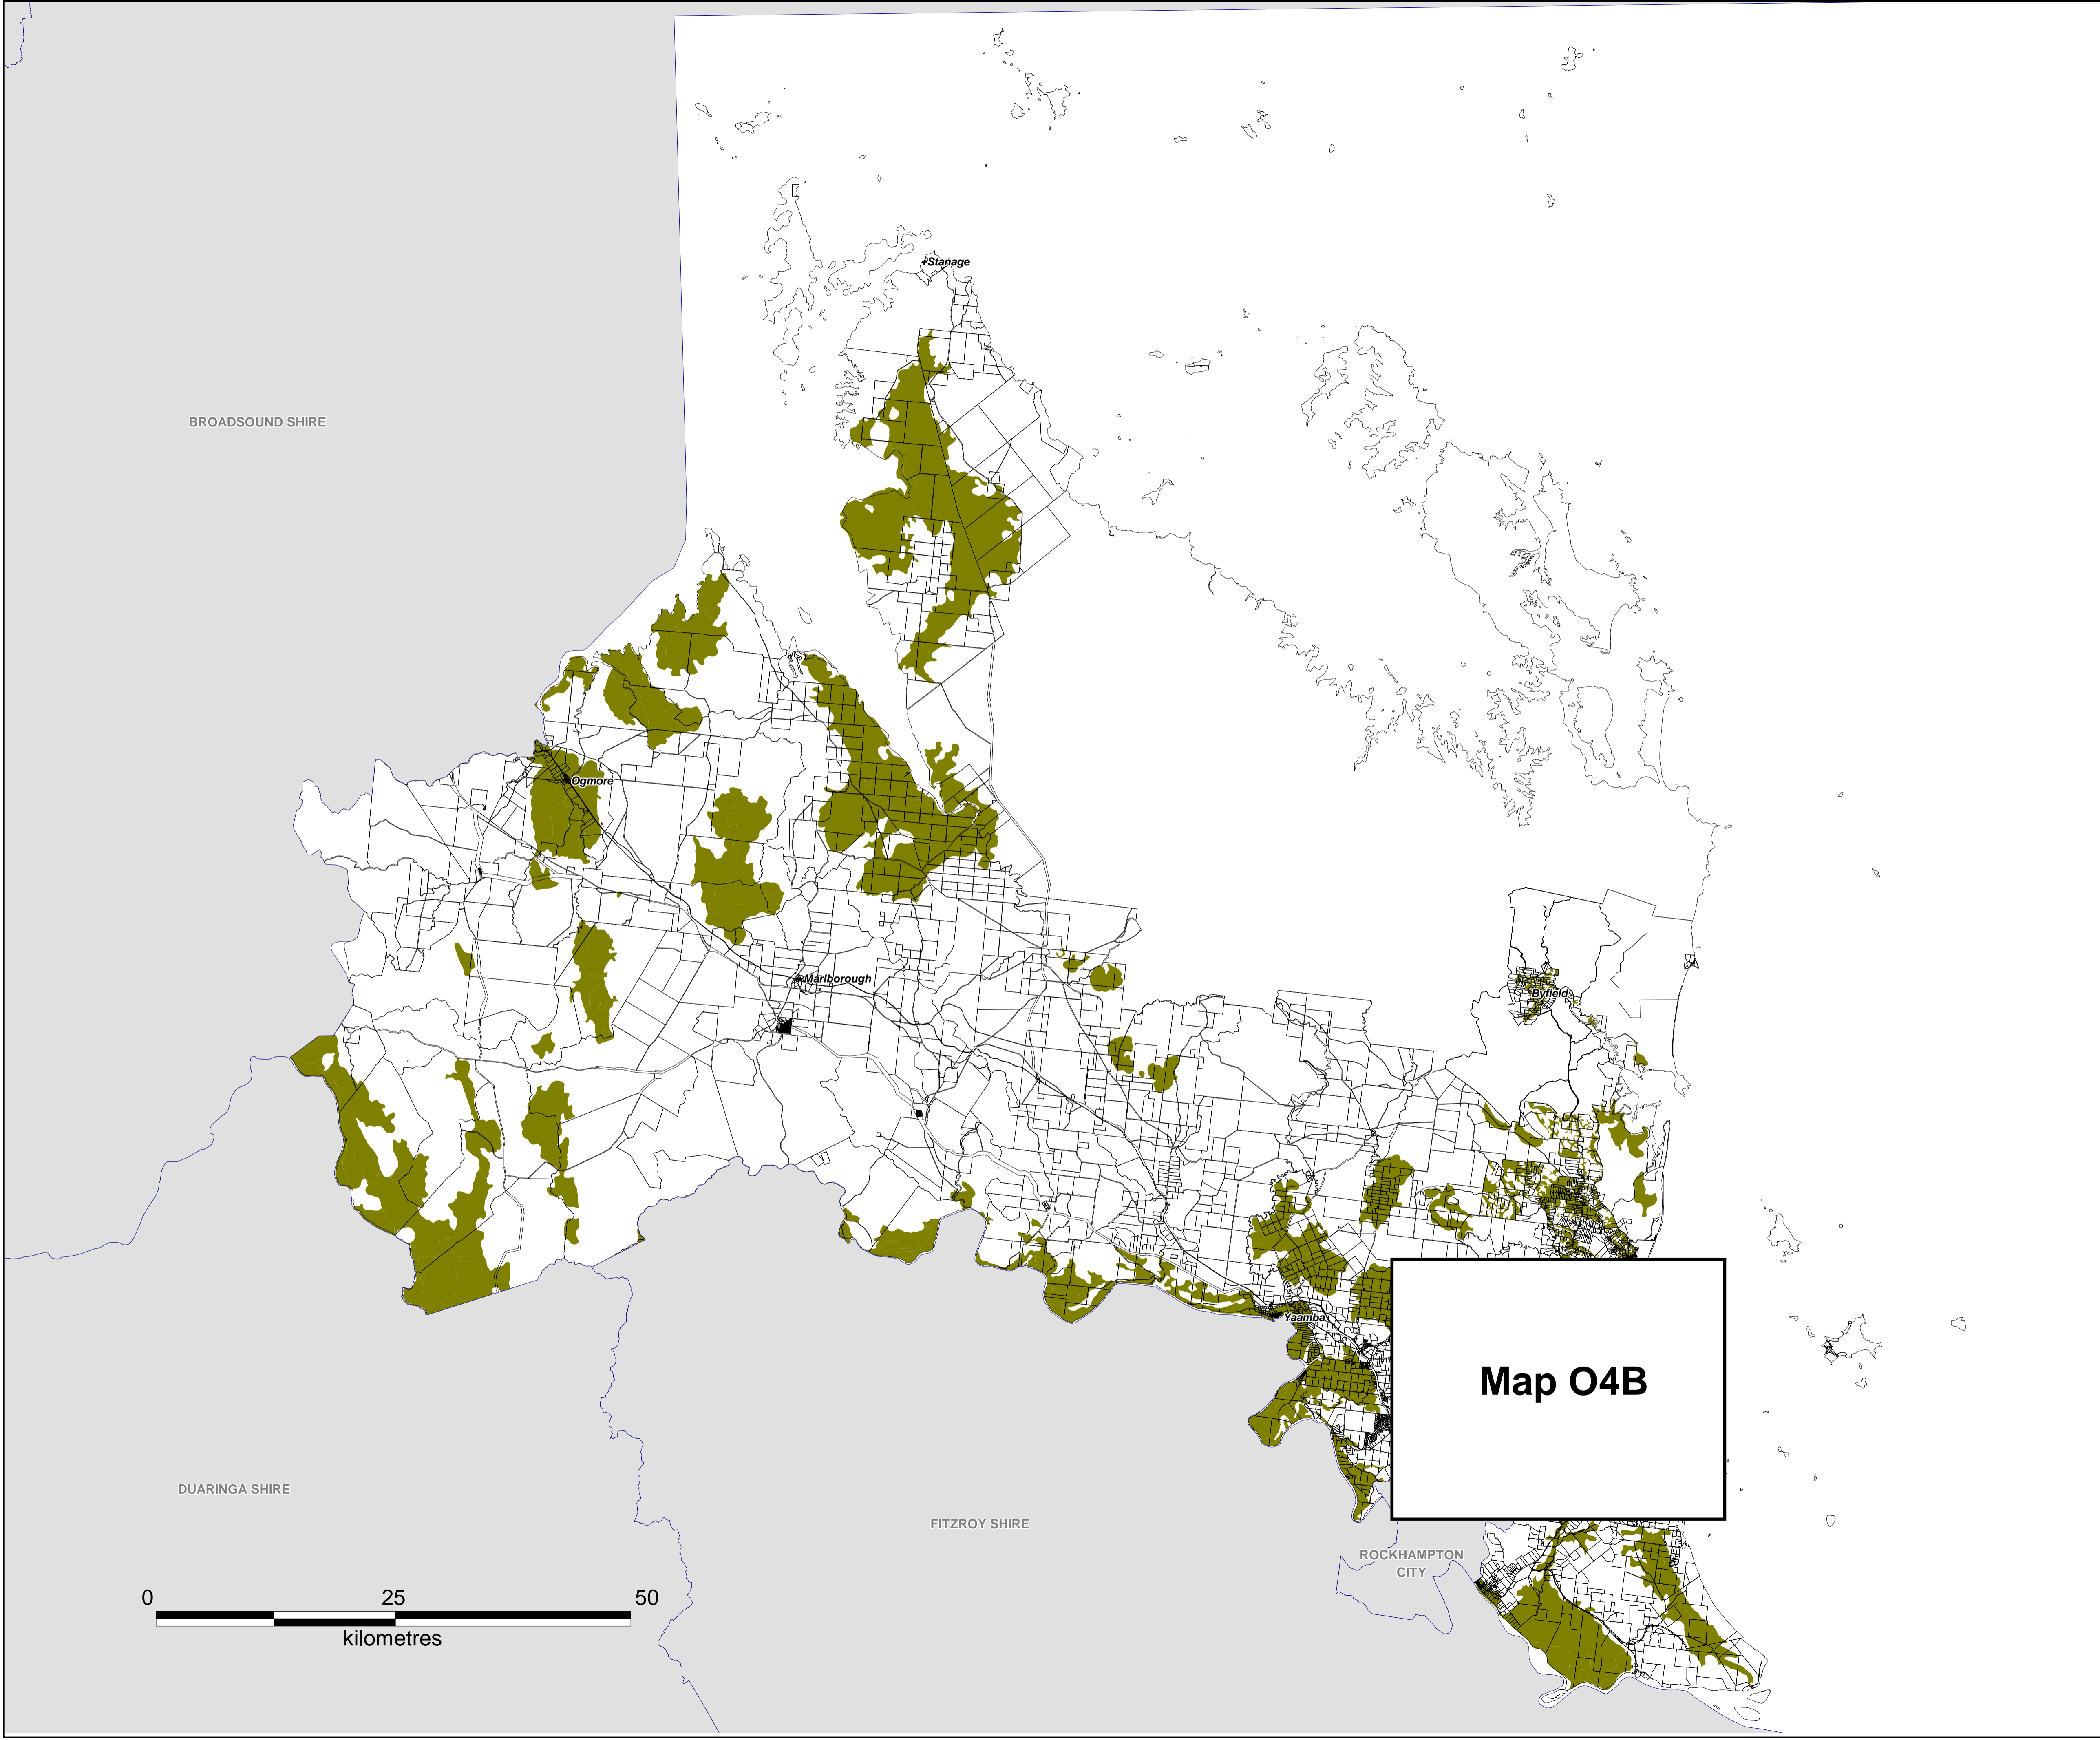 Stanage
BROADSOUND SHIRE
Ogmore
Marlborough
Byfield
Yaamba
Map O4B
DUARINGA SHIRE
FITZROY SHIRE
ROCKHAMPTON
CITY
0 25 50
kilometres